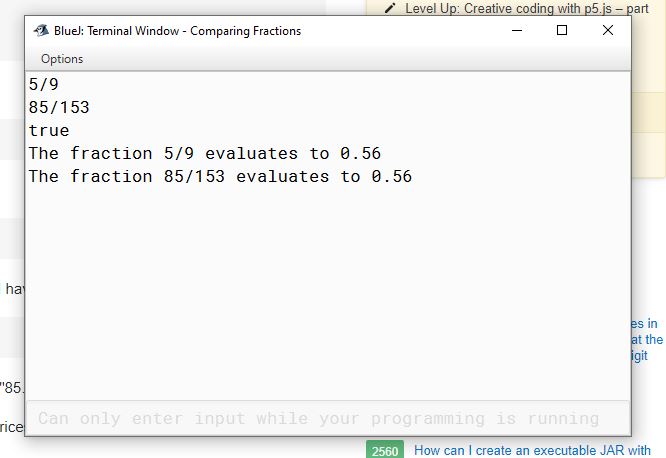 Level Up: Creative coding with p5.js – part
BlueJ: Terminal Window - Comparing Fractions
Options
5/9
85/153
true
The fraction 5/9 evaluates to 0.56
The fraction 85/153 evaluates to 0.56
hav
es in
at the
igit
"85.
Can only enter input while your programming is running
rice
2560 How can I create an executable JAR with